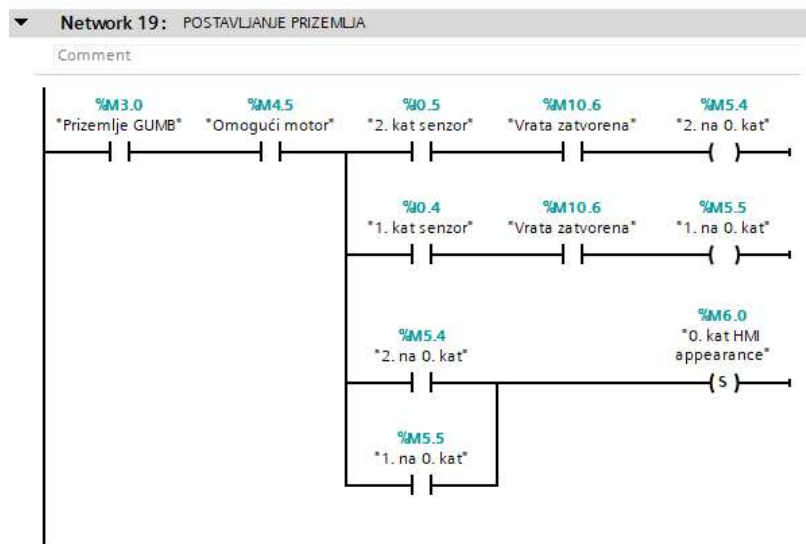 Network 19: POSTAVLJANJE PRIZEMLJA
Comment
%M3.0 %M4.5 %I0.5 %M10.6 %M5.4
"Prizemlje GUMB" "Omogući motor" "2. kat senzor" "Vrata zatvorena" "2. na 0. kat"
%I0.4 %M10.6 %M5.5
"1. kat senzor" "Vrata zatvorena" "1. na 0. kat"
%M6.0
"0. kat HMI
appearance"
%M5.4
"2. na 0. kat"
S
%M5.5
"1. na 0. kat"